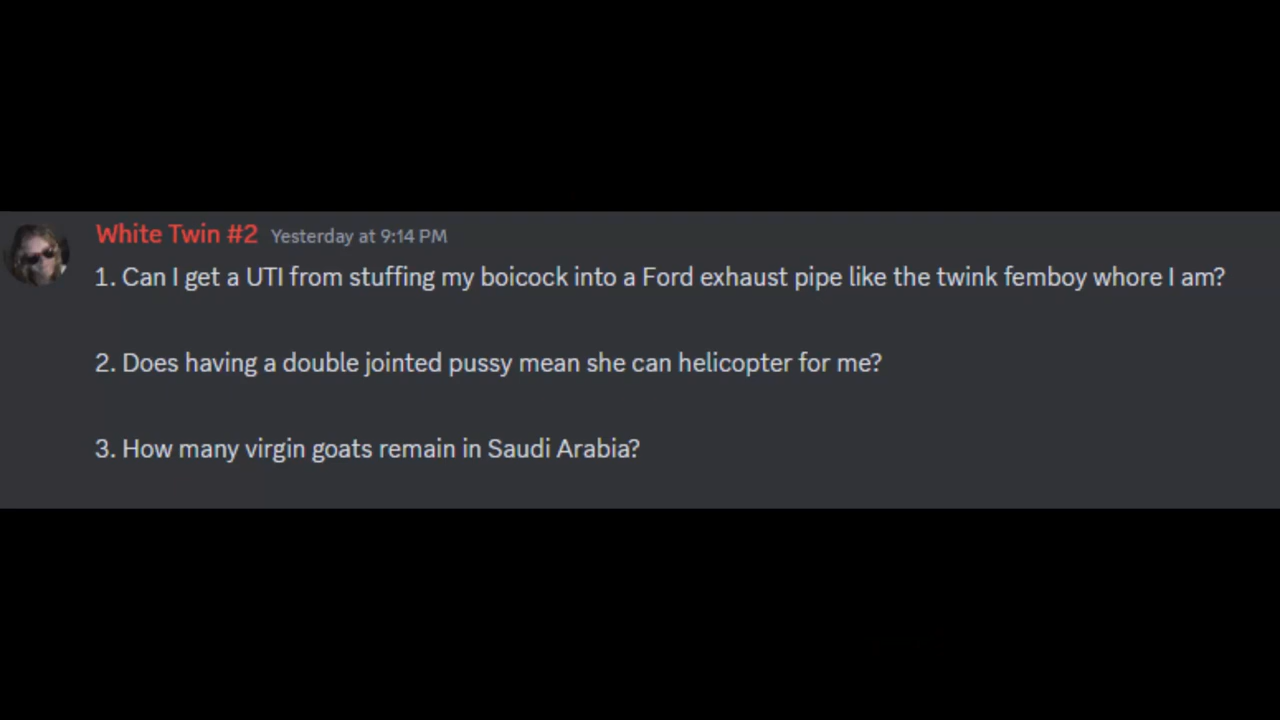 White Twin #2 Yesterday at 9:14 PM
1. Can I get a UTI from stuffing my boicock into a Ford exhaust pipe like the twink femboy whore I am?
2. Does having a double jointed pussy mean she can helicopter for me?
3. How many virgin goats remain in Saudi Arabia?